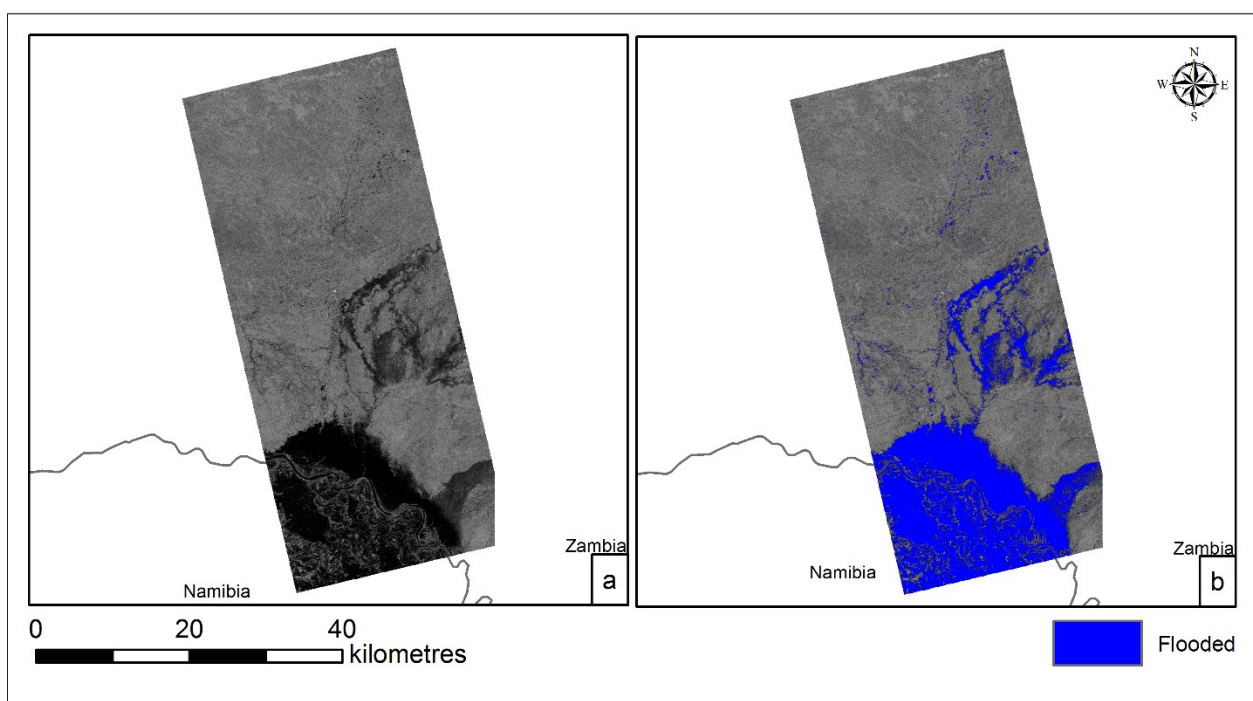 N
W E
S
Zambia
Namibia
a
Zambia
Namibia
b
0 20 40
kilometres
Flooded